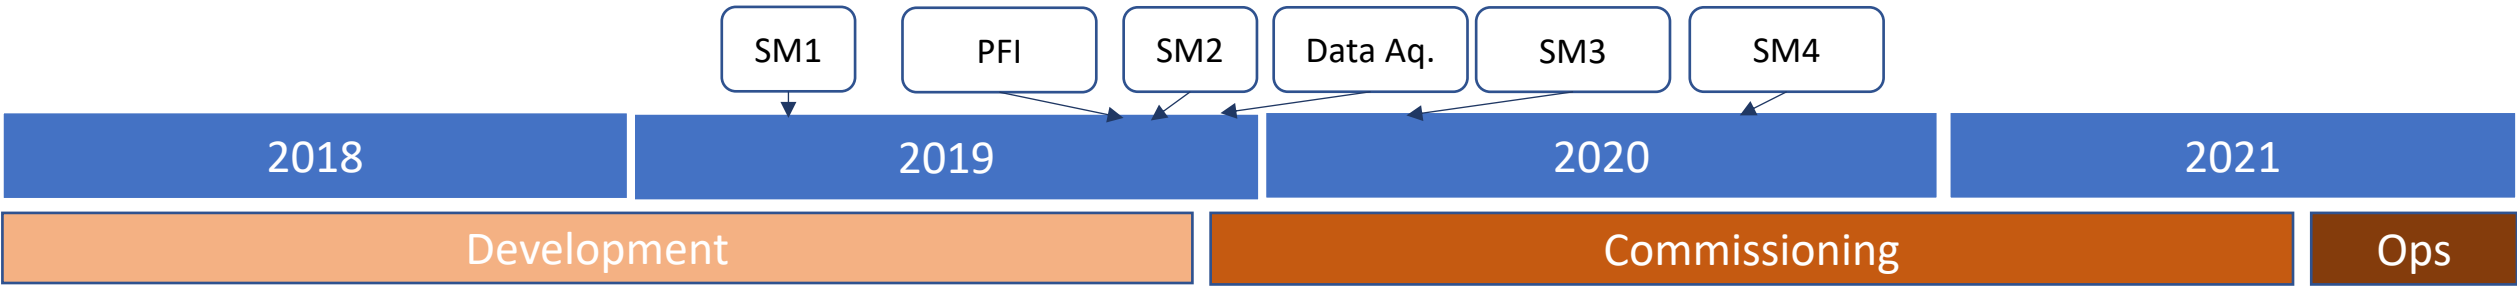 SM1
PFI
SM2
Data Aq.
SM3
SM4
2018
2019
2020
2021
Development
Commissioning
Ops